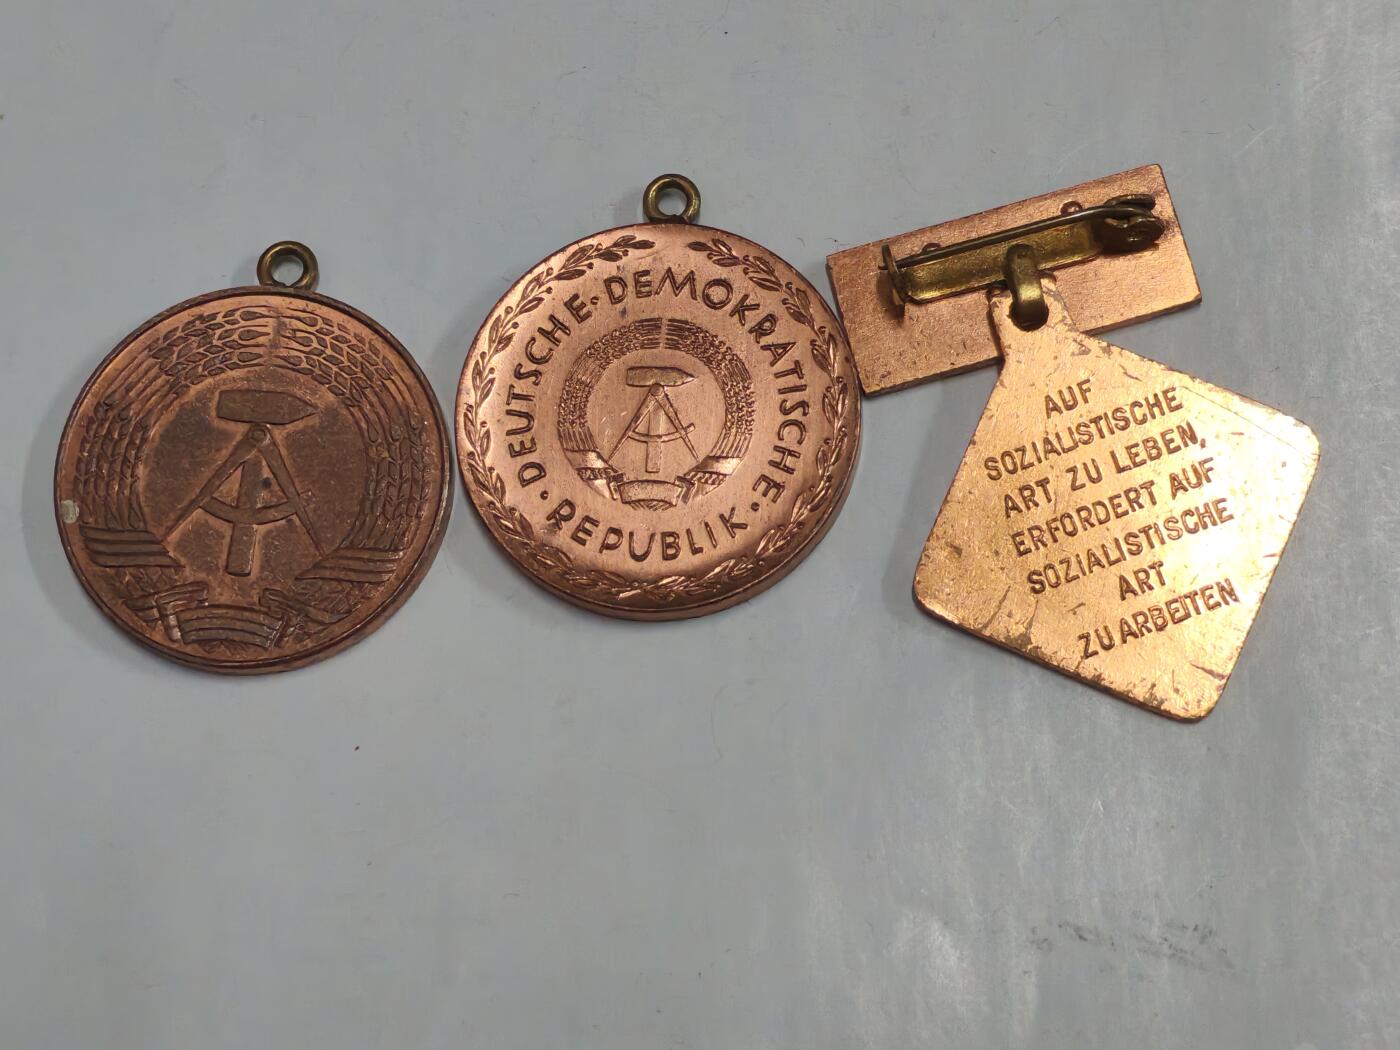 DEUTSCHE · DEMOKRATISCHE ·
REPUBLIK ·
AUF
SOZIALISTISCHE
ART ZU LEBEN,
ERFORDERT AUF
SOZIALISTISCHE
ART
ZU ARBEITEN